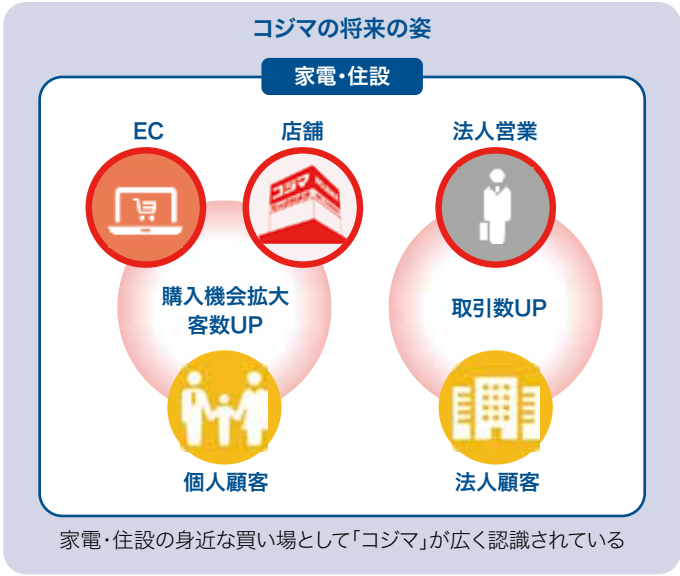 コジマの将来の姿
家電・住設
EC
店舗
法人営業
コジマ
購入機会拡大
客数UP
取引数UP
個人顧客
法人顧客
家電・住設の身近な買い場として「コジマ」が広く認識されている